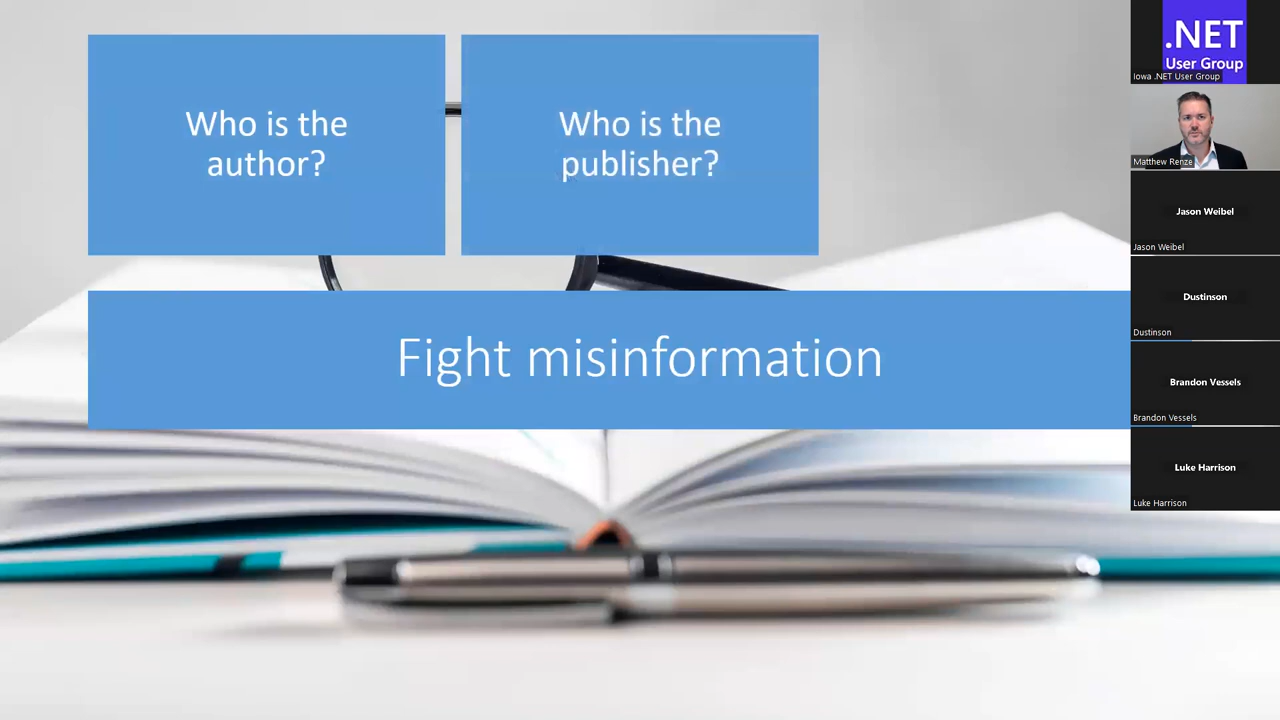 Who is the
author?
Who is the
publisher?
Fight misinformation
.NET
User Group
Iowa .NET User Group
Matthew Renze
Jason Weibel
Jason Weibel
Dustinson
Dustinson
Brandon Vessels
Brandon Vessels
Luke Harrison
Luke Harrison